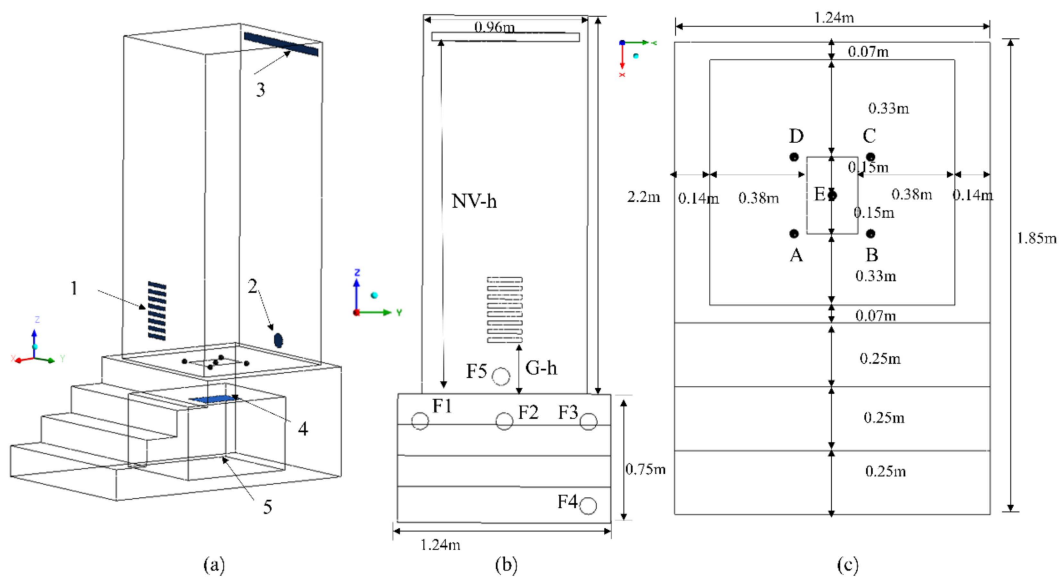 3
1
2
4
5
Z
X
Y
(a)
0.96m
NV-h
Z
Y
F5
G-h
F1
F2
F3
F4
0.75m
1.24m
(b)
2.2m
Y
X
1.24m
0.07m
0.33m
D
C
0.15m
E
0.14m
0.38m
0.38m
0.14m
0.15m
A
B
0.33m
0.07m
0.25m
0.25m
0.25m
1.85m
(c)